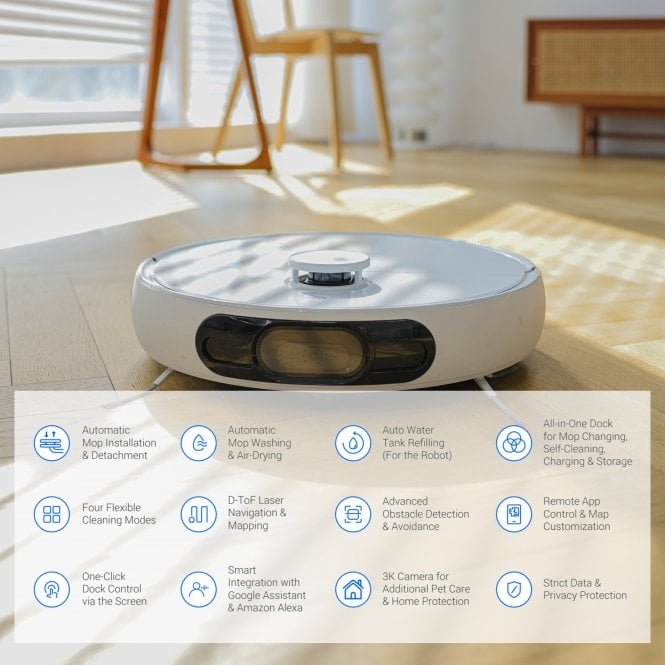 Automatic
Mop Installation
& Detachment
Automatic
Mop Washing
& Air-Drying
Auto Water
Tank Refilling
(For the Robot)
All-in-One Dock
for Mop Changing,
Self-Cleaning,
Charging & Storage
Four Flexible
Cleaning Modes
D-ToF Laser
Navigation &
Mapping
Advanced
Obstacle Detection
& Avoidance
Remote App
Control & Map
Customization
One-Click
Dock Control
via the Screen
Smart
Integration with
Google Assistant
& Amazon Alexa
3K Camera for
Additional Pet Care
& Home Protection
Strict Data &
Privacy Protection